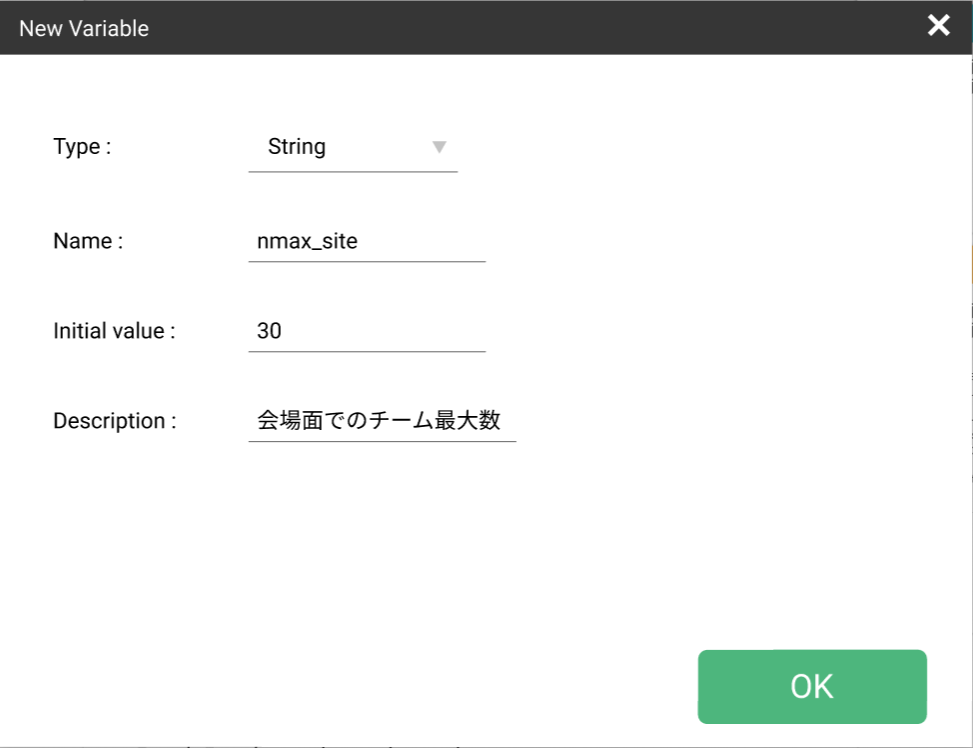 New Variable
Type : String
Name : nmax_site
Initial value : 30
Description : 会場面でのチーム最大数
OK